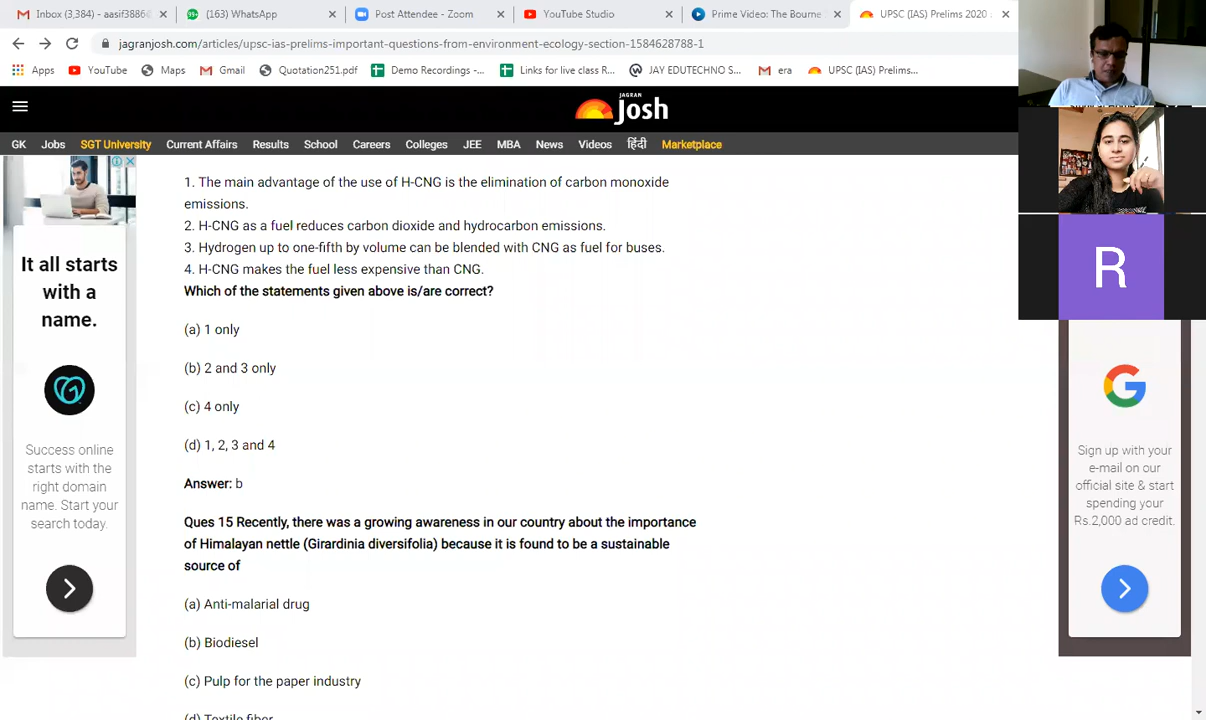 Inbox (3,384) - aasif3886
(163) WhatsApp
Post Attendee - Zoom
YouTube Studio
Prime Video: The Bourne
UPSC (IAS) Prelims 2020
jagranjosh.com/articles/upsc-ias-prelims-important-questions-from-environment-ecology-section-1584628788-1
Apps
YouTube
Maps
Gmail
Quotation251.pdf
Demo Recordings -...
Links for live class R...
JAY EDUTECHNO S...
era
UPSC (IAS) Prelims...
JAGRAN
Josh
GK Jobs SGT University Current Affairs Results School Careers Colleges JEE MBA News Videos हिंदी Marketplace
1. The main advantage of the use of H-CNG is the elimination of carbon monoxide
emissions.
2. H-CNG as a fuel reduces carbon dioxide and hydrocarbon emissions.
3. Hydrogen up to one-fifth by volume can be blended with CNG as fuel for buses.
4. H-CNG makes the fuel less expensive than CNG.
Which of the statements given above is/are correct?
(a) 1 only
(b) 2 and 3 only
(c) 4 only
(d) 1, 2, 3 and 4
Answer: b
Ques 15 Recently, there was a growing awareness in our country about the importance
of Himalayan nettle (Girardinia diversifolia) because it is found to be a sustainable
source of
(a) Anti-malarial drug
(b) Biodiesel
(c) Pulp for the paper industry
(d) Textile fiber
It all starts
with a
name.
Success online
starts with the
right domain
name. Start your
search today.
R
G
Sign up with your
e-mail on our
official site & start
spending your
Rs.2,000 ad credit.